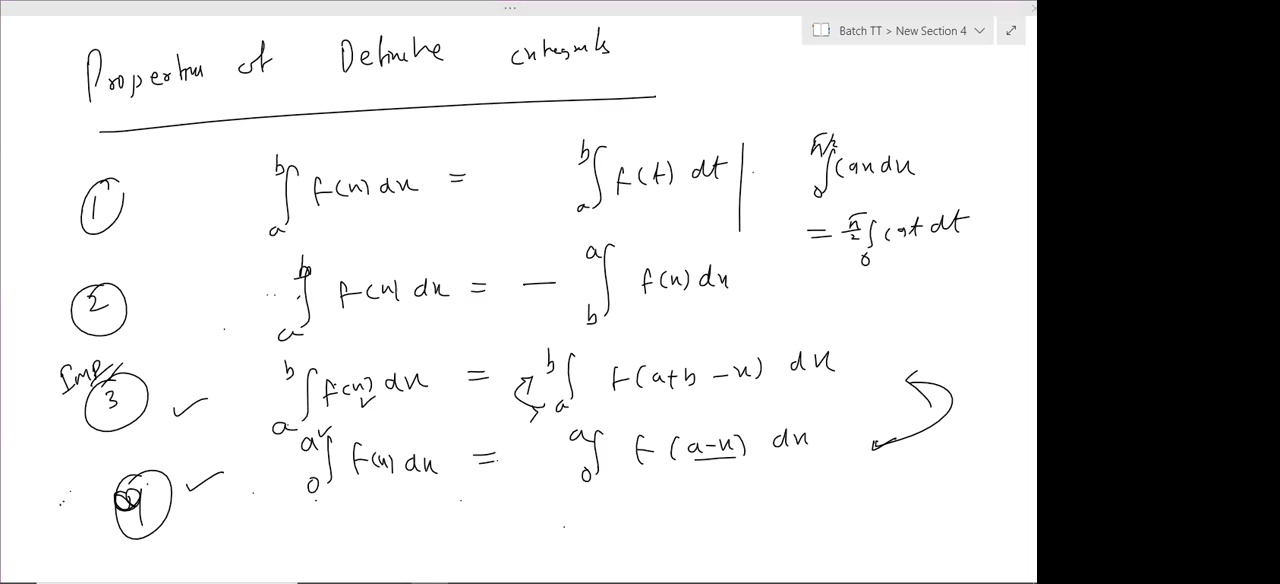 ...
Batch TT > New Section 4
Properties of Definite integrals
① ∫_a^b f(x) dx = ∫_a^b f(t) dt | ∫_0^{π/2} cos x dx
= ∫_0^{π/2} cos t dt
② ∫_a^b f(x) dx = − ∫_b^a f(x) dx
Imp
③ ✓ ∫_a^b f(x) dx = ∫_a^b f(a+b−x) dx
④ ✓ ∫_0^a f(x) dx = ∫_0^a f(a−x) dx